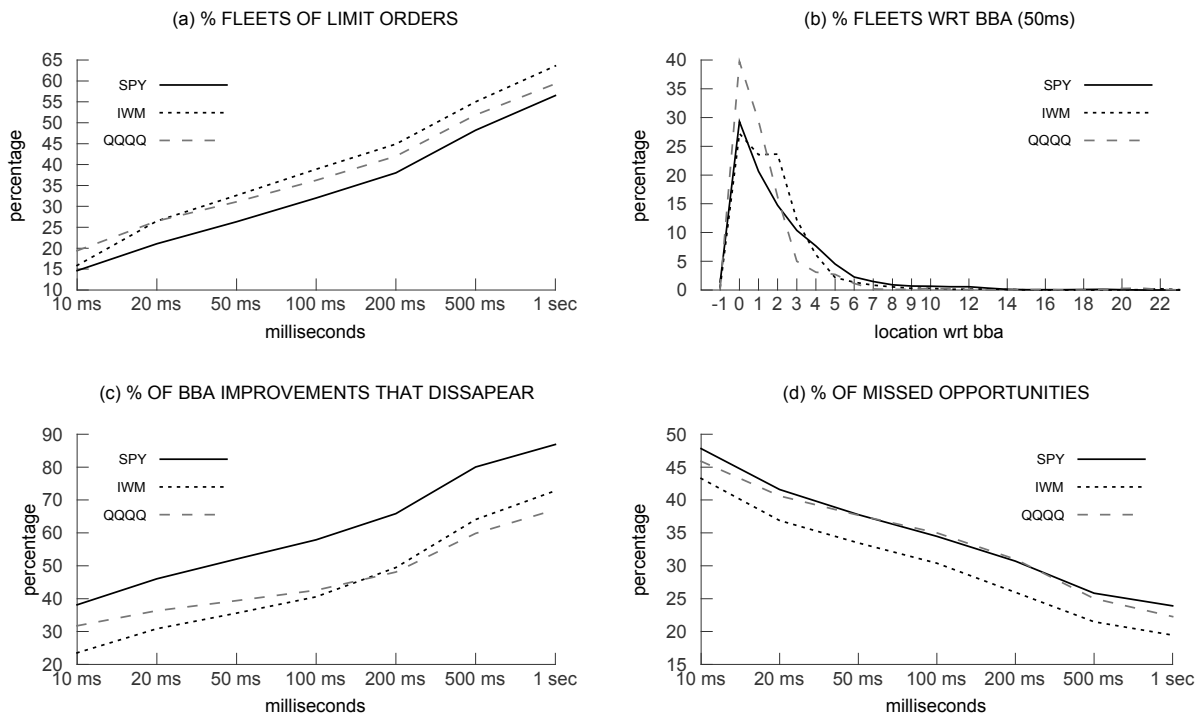 (a) % FLEETS OF LIMIT ORDERS
percentage
65
60
55
50
45
40
35
30
25
20
15
SPY
IWM
QQQQ
10 ms 20 ms 50 ms 100 ms 200 ms 500 ms 1 sec
milliseconds
(b) % FLEETS WRT BBA (50ms)
percentage
40
35
30
25
20
15
10
5
0
SPY
IWM
QQQQ
-1 0 1 2 3 4 5 6 7 8 9 10 12 14 16 18 20 22
location wrt bba
(c) % OF BBA IMPROVEMENTS THAT DISSAPEAR
percentage
90
80
70
60
50
40
30
20
SPY
IWM
QQQQ
10 ms 20 ms 50 ms 100 ms 200 ms 500 ms 1 sec
milliseconds
(d) % OF MISSED OPPORTUNITIES
percentage
50
45
40
35
30
25
20
15
SPY
IWM
QQQQ
10 ms 20 ms 50 ms 100 ms 200 ms 500 ms 1 sec
milliseconds